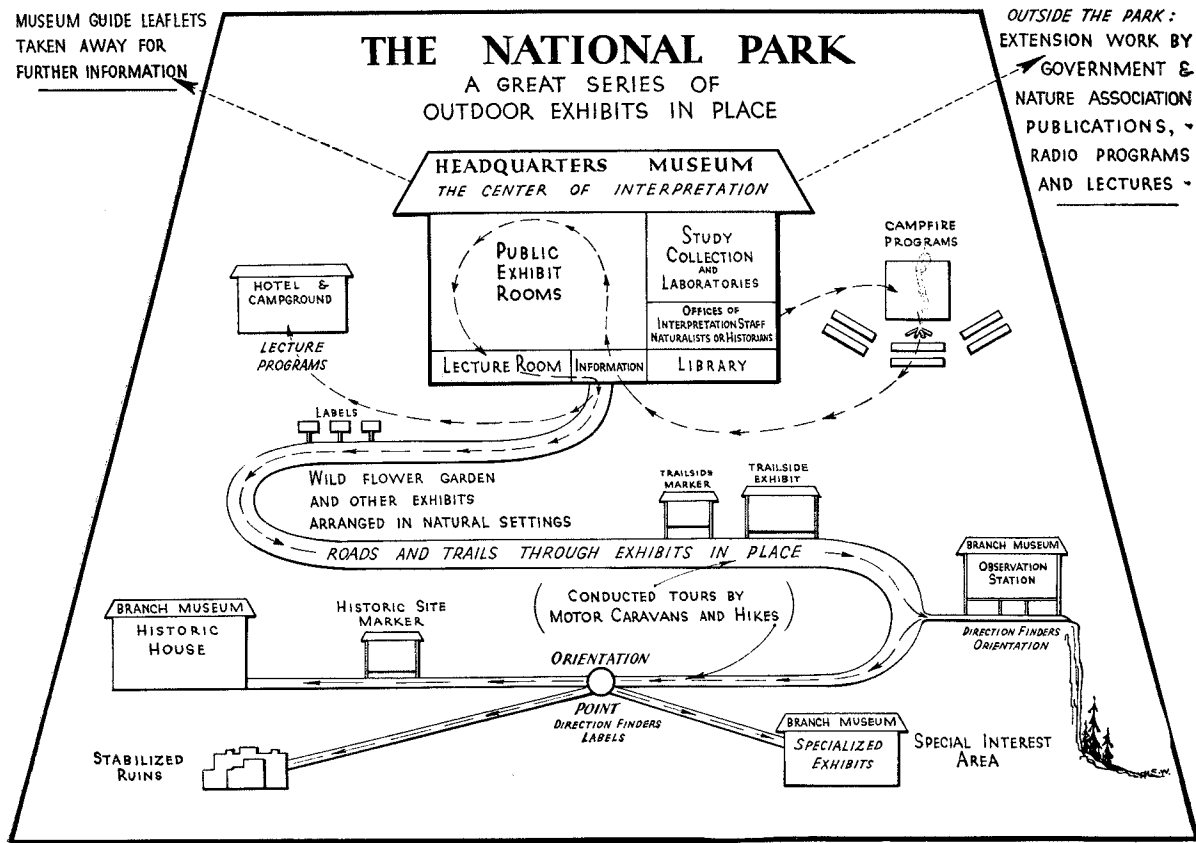 MUSEUM GUIDE LEAFLETS
TAKEN AWAY FOR
FURTHER INFORMATION
OUTSIDE THE PARK:
EXTENSION WORK BY
GOVERNMENT &
NATURE ASSOCIATION
PUBLICATIONS, -
RADIO PROGRAMS
AND LECTURES -
THE NATIONAL PARK
A GREAT SERIES OF
OUTDOOR EXHIBITS IN PLACE
HEADQUARTERS MUSEUM
THE CENTER OF INTERPRETATION
PUBLIC
EXHIBIT
ROOMS
STUDY
COLLECTION
AND
LABORATORIES
OFFICES OF
INTERPRETATION STAFF
NATURALISTS OR HISTORIANS
LECTURE ROOM
INFORMATION
LIBRARY
CAMPFIRE
PROGRAMS
HOTEL &
CAMPGROUND
LECTURE
PROGRAMS
LABELS
WILD FLOWER GARDEN
AND OTHER EXHIBITS
ARRANGED IN NATURAL SETTINGS
TRAILSIDE
MARKER
TRAILSIDE
EXHIBIT
ROADS AND TRAILS THROUGH EXHIBITS IN PLACE
BRANCH MUSEUM
OBSERVATION
STATION
DIRECTION FINDERS
ORIENTATION
(CONDUCTED TOURS BY
MOTOR CARAVANS AND HIKES)
BRANCH MUSEUM
HISTORIC
HOUSE
HISTORIC SITE
MARKER
ORIENTATION
POINT
DIRECTION FINDERS
LABELS
STABILIZED
RUINS
BRANCH MUSEUM
SPECIALIZED
EXHIBITS
SPECIAL INTEREST
AREA